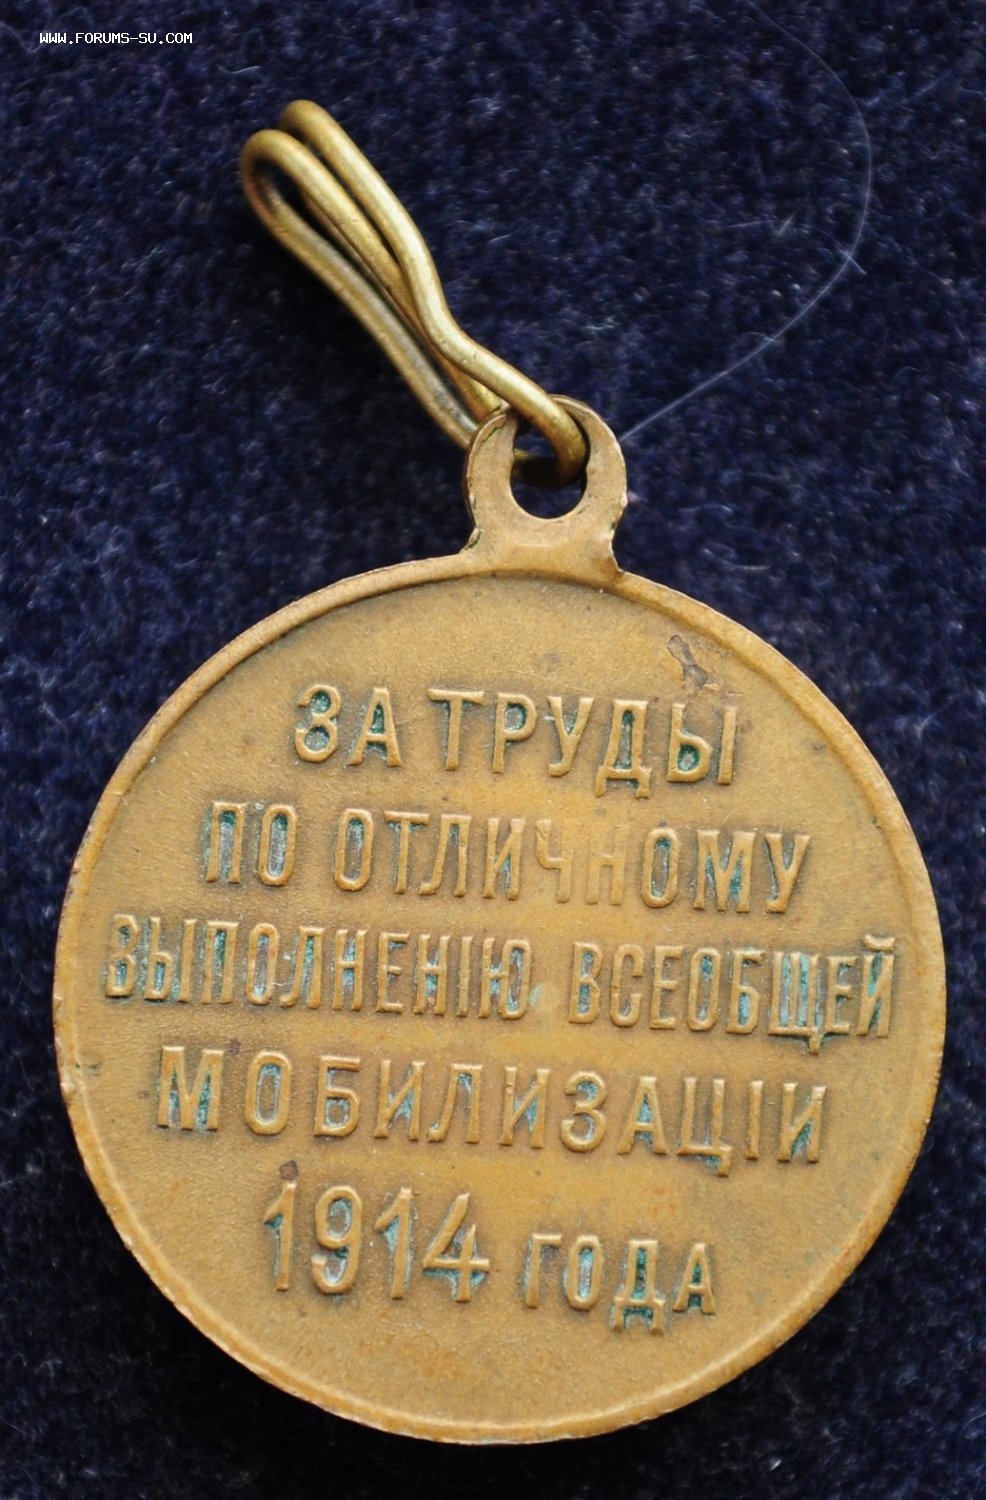 WWW.FORUMS-SU.COM
ЗА ТРУДЫ
ПО ОТЛИЧНОМУ
ВЫПОЛНЕНІЮ ВСЕОБЩЕЙ
МОБИЛИЗАЦІИ
1914 ГОДА